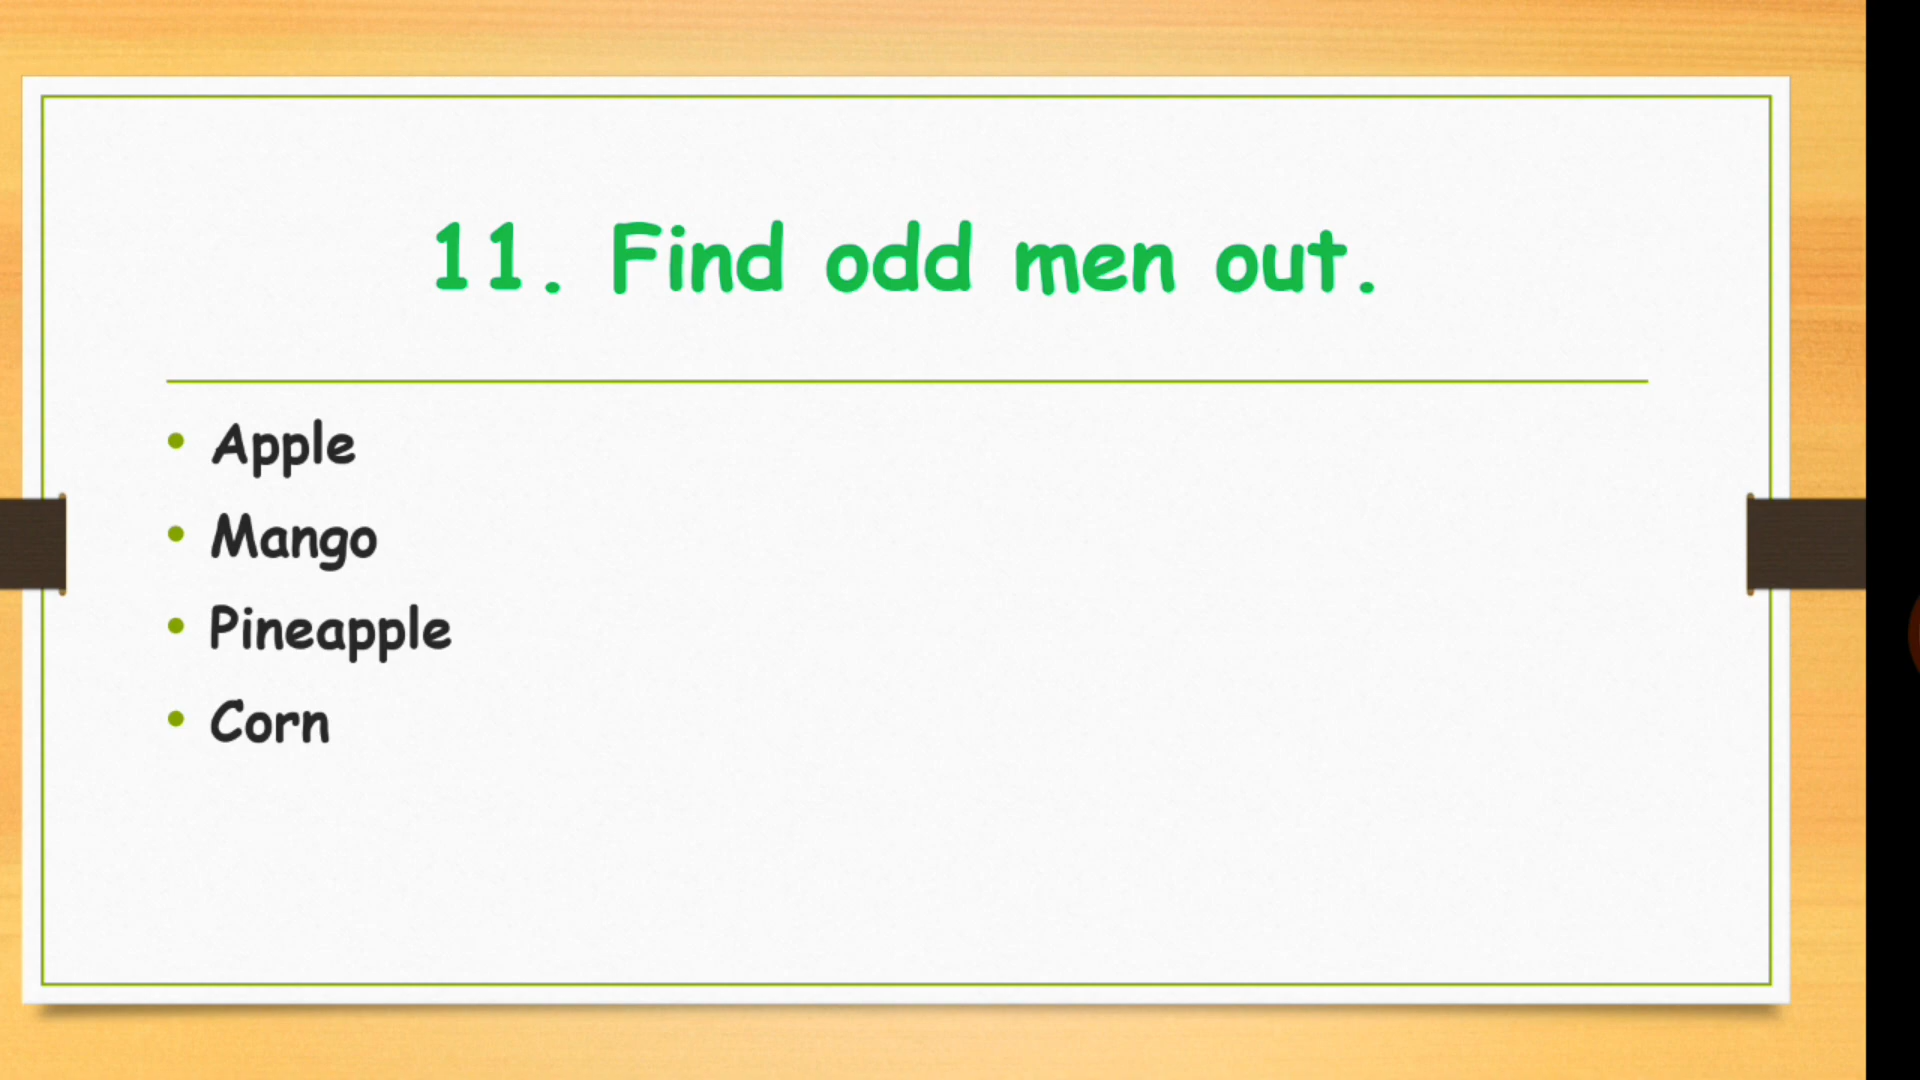 11. Find odd men out.
• Apple
• Mango
• Pineapple
• Corn